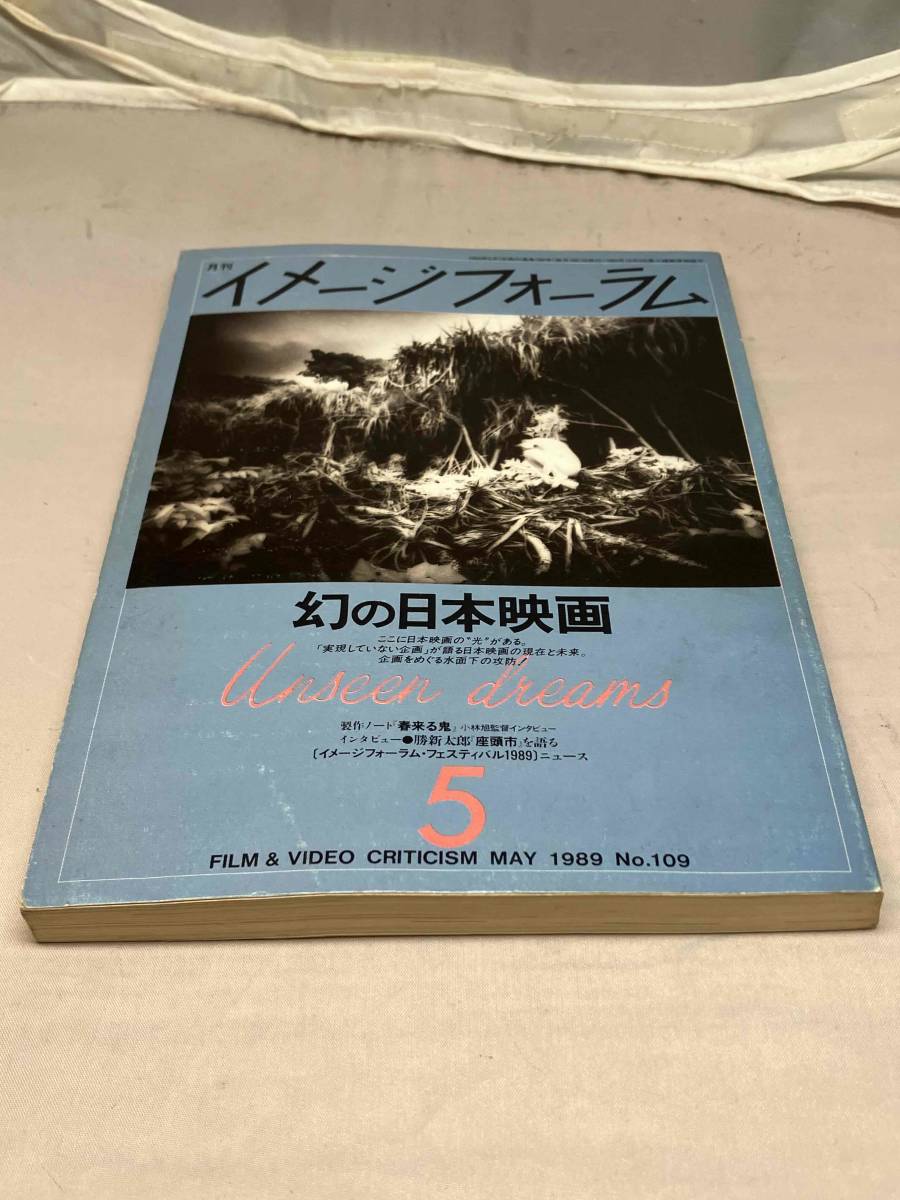 月刊
イメージフォーラム
幻の日本映画
ここに日本映画の"光"がある。
「実現していない企画」が語る日本映画の現在と未来。
企画をめぐる水面下の攻防!
Unseen dreams
製作ノート『春来る鬼』小林旭監督インタビュー
インタビュー●勝新太郎『座頭市』を語る
〔イメージフォーラム・フェスティバル1989〕ニュース
5
FILM & VIDEO CRITICISM MAY 1989 No.109